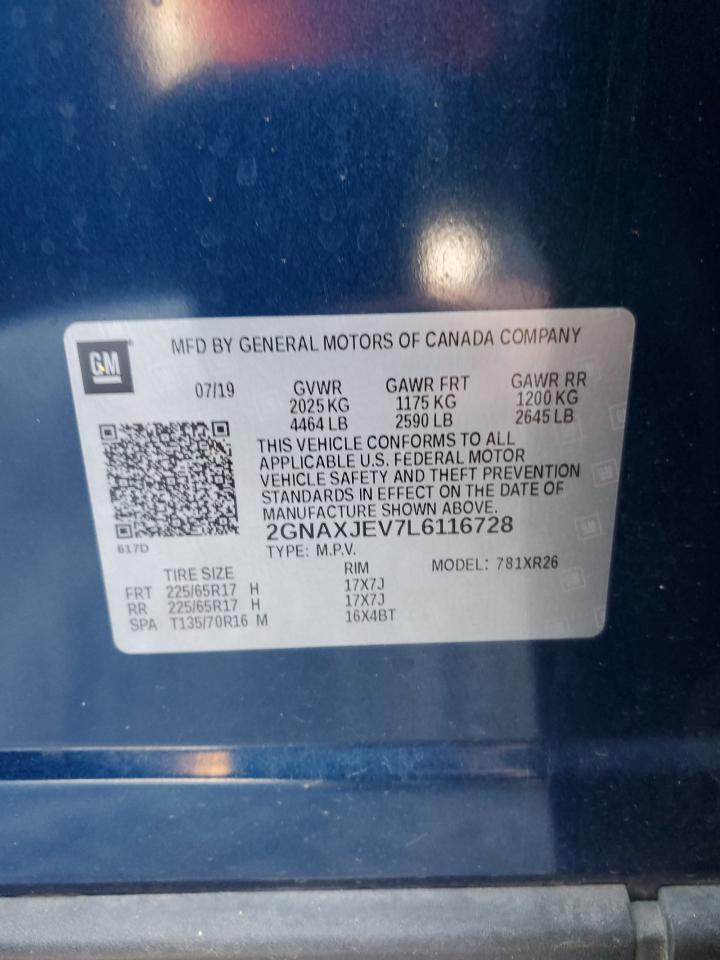 GM
MFD BY GENERAL MOTORS OF CANADA COMPANY
07/19 GVWR GAWR FRT GAWR RR
2025 KG 1175 KG 1200 KG
4464 LB 2590 LB 2645 LB
THIS VEHICLE CONFORMS TO ALL
APPLICABLE U.S. FEDERAL MOTOR
VEHICLE SAFETY AND THEFT PREVENTION
STANDARDS IN EFFECT ON THE DATE OF
MANUFACTURE SHOWN ABOVE.
2GNAXJEV7L6116728
617D
TYPE: M.P.V. MODEL: 781XR26
TIRE SIZE RIM
FRT 225/65R17 H 17X7J
RR 225/65R17 H 17X7J
SPA T135/70R16 M 16X4BT